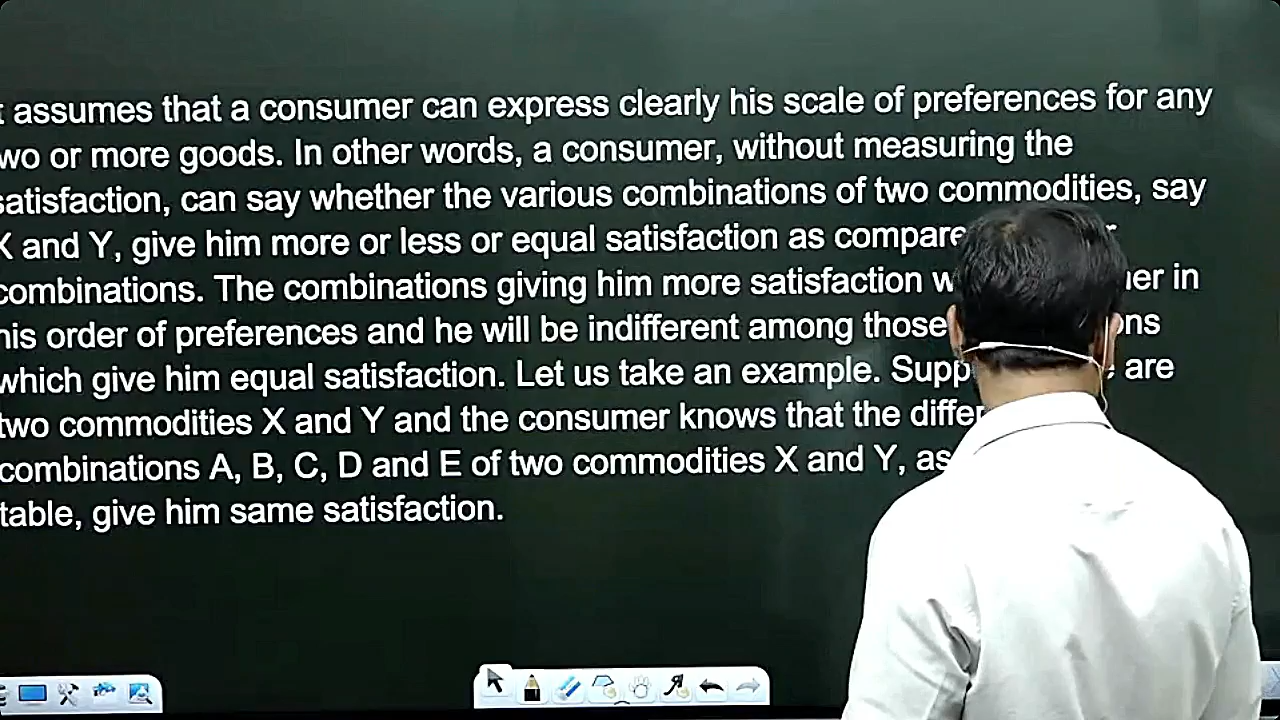 assumes that a consumer can express clearly his scale of preferences for any
two or more goods. In other words, a consumer, without measuring the
satisfaction, can say whether the various combinations of two commodities, say
X and Y, give him more or less or equal satisfaction as compare
combinations. The combinations giving him more satisfaction in
his order of preferences and he will be indifferent among those
which give him equal satisfaction. Let us take an example. are
two commodities X and Y and the consumer knows that the
combinations A, B, C, D and E of two commodities X and Y, as
table, give him same satisfaction.